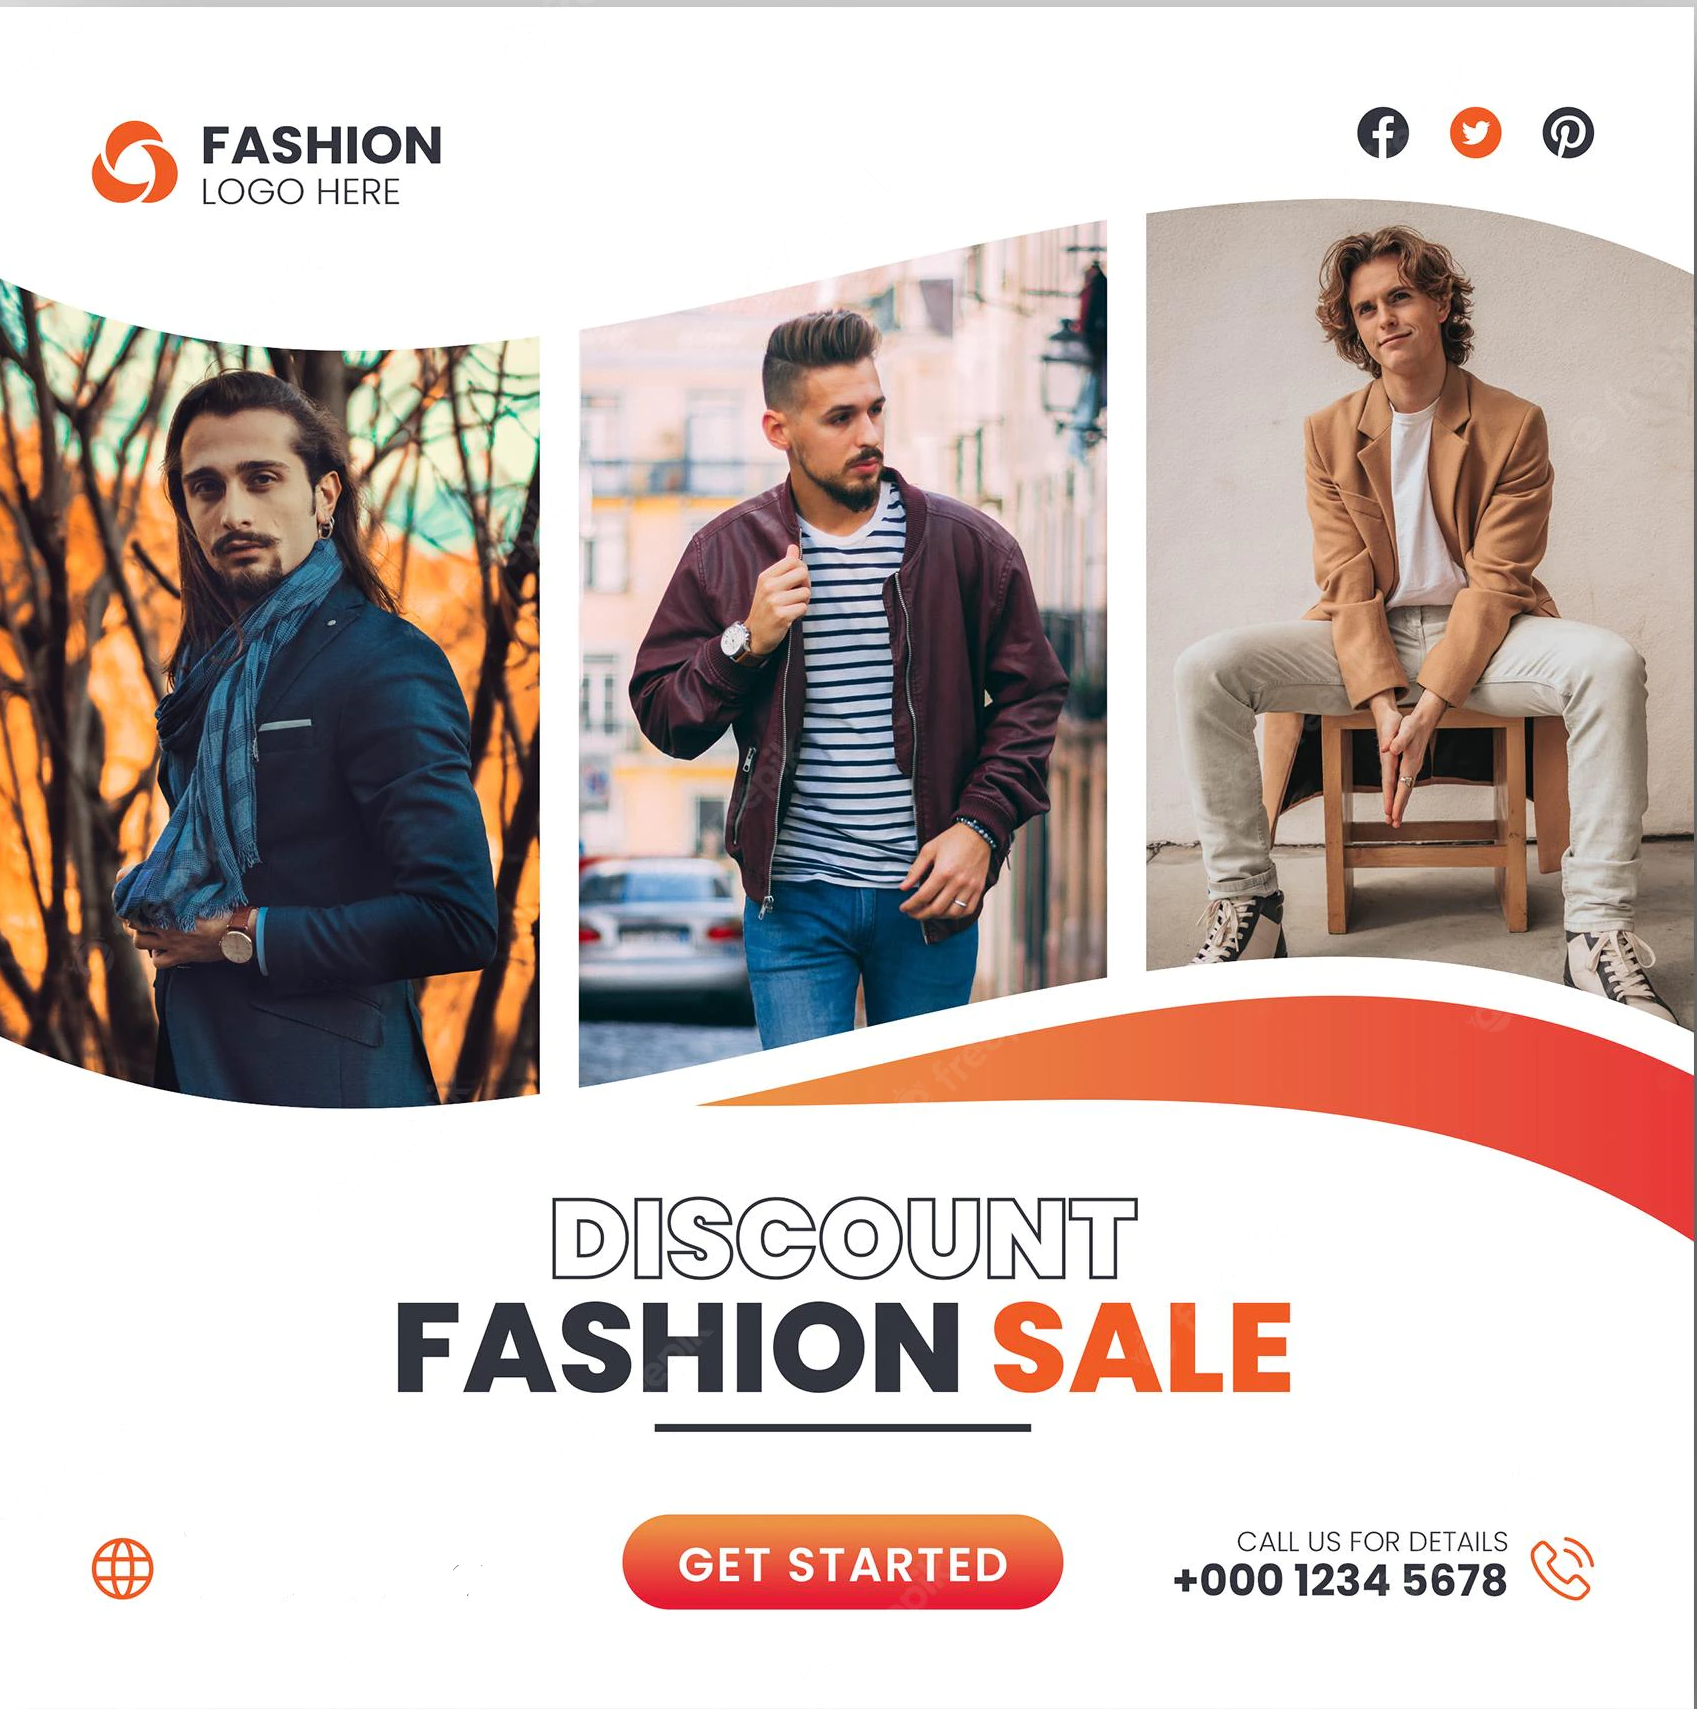 FASHION
LOGO HERE
DISCOUNT
FASHION SALE
GET STARTED
CALL US FOR DETAILS
+000 1234 5678